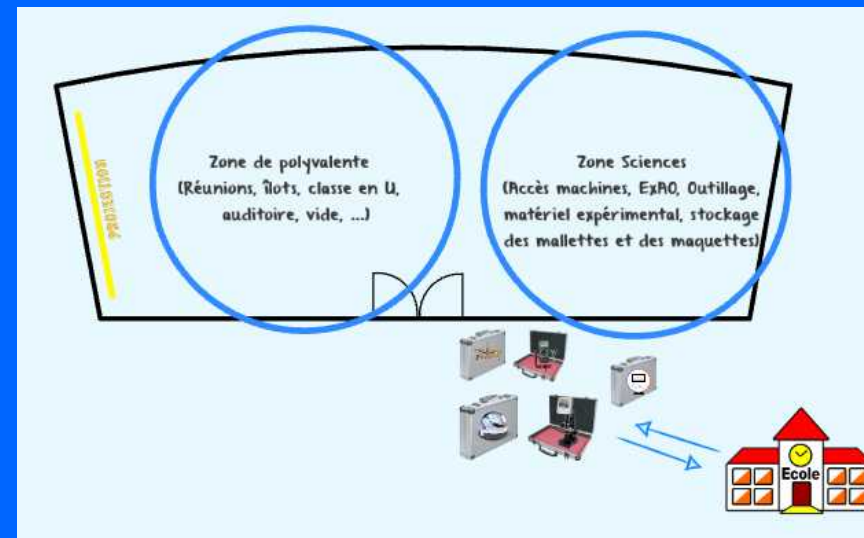 PROJECTION
Zone de polyvalente
(Réunions, îlots, classe en U,
auditoire, vide, ...)
Zone Sciences
(Accès machines, ExAO, Outillage,
matériel expérimental, stockage
des mallettes et des maquettes)
Ecole